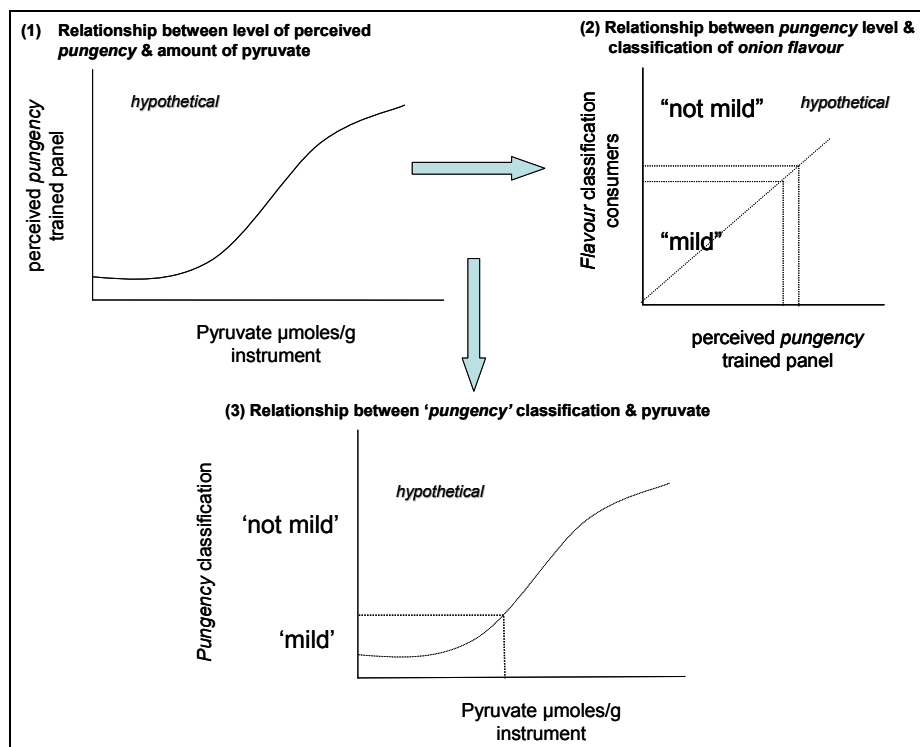 (1) Relationship between level of perceived
pungency & amount of pyruvate
hypothetical
perceived pungency
trained panel
Pyruvate µmoles/g
instrument
(2) Relationship between pungency level &
classification of onion flavour
"not mild"
hypothetical
"mild"
Flavour classification
consumers
perceived pungency
trained panel
(3) Relationship between 'pungency' classification & pyruvate
hypothetical
'not mild'
'mild'
Pungency classification
Pyruvate µmoles/g
instrument